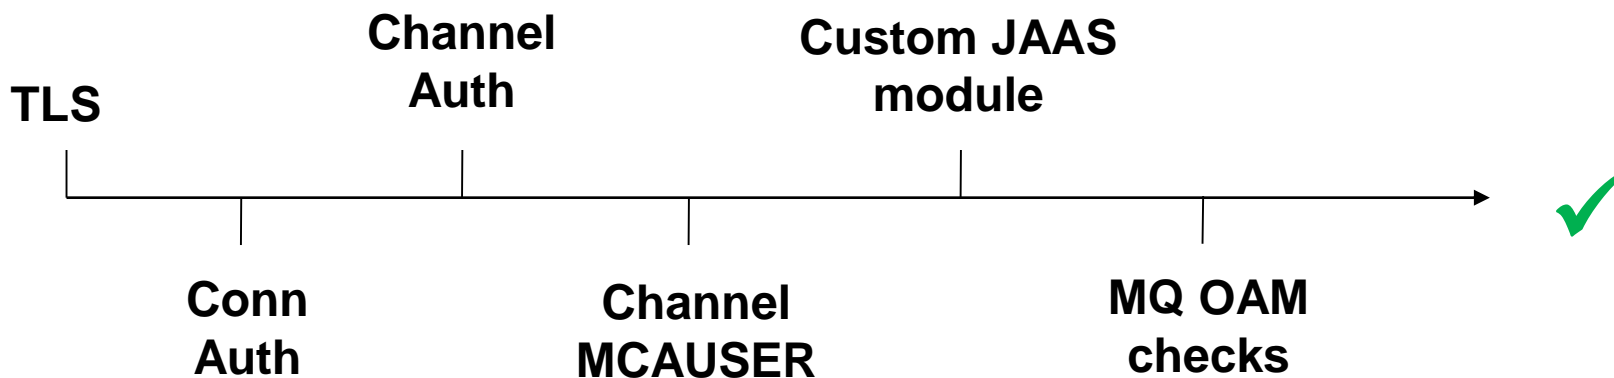 TLS
Conn
Auth
Channel
Auth
Channel
MCAUSER
Custom JAAS
module
MQ OAM
checks